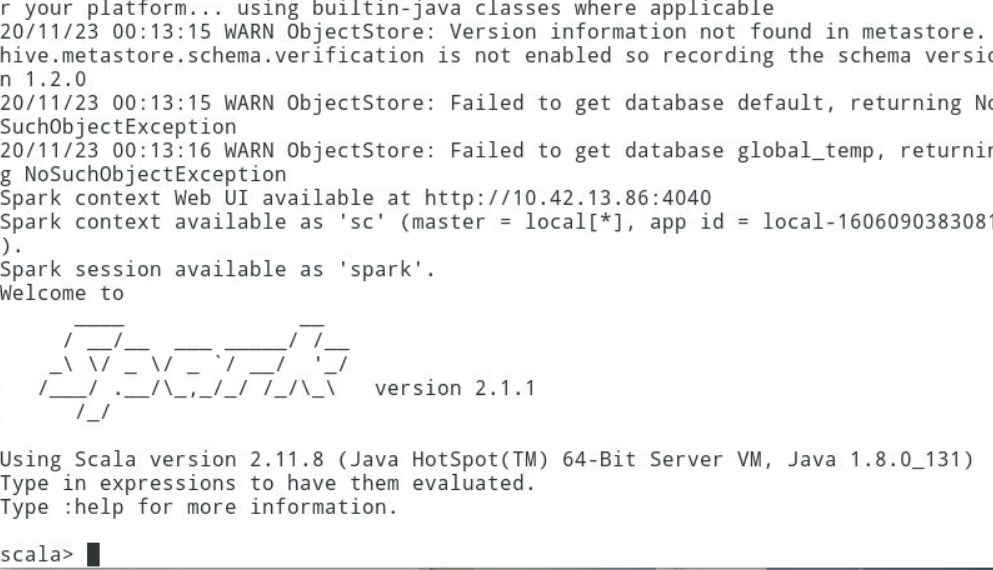 r your platform... using builtin-java classes where applicable
20/11/23 00:13:15 WARN ObjectStore: Version information not found in metastore.
hive.metastore.schema.verification is not enabled so recording the schema versio
n 1.2.0
20/11/23 00:13:15 WARN ObjectStore: Failed to get database default, returning No
SuchObjectException
20/11/23 00:13:16 WARN ObjectStore: Failed to get database global_temp, returnin
g NoSuchObjectException
Spark context Web UI available at http://10.42.13.86:4040
Spark context available as 'sc' (master = local[*], app id = local-1606090383081
).
Spark session available as 'spark'.
Welcome to
      ____              __
     / __/__  ___ _____/ /__
    _\ \/ _ \/ _ `/ __/  '_/
   /___/ .__/\_,_/_/ /_/\_\   version 2.1.1
      /_/
Using Scala version 2.11.8 (Java HotSpot(TM) 64-Bit Server VM, Java 1.8.0_131)
Type in expressions to have them evaluated.
Type :help for more information.
scala>